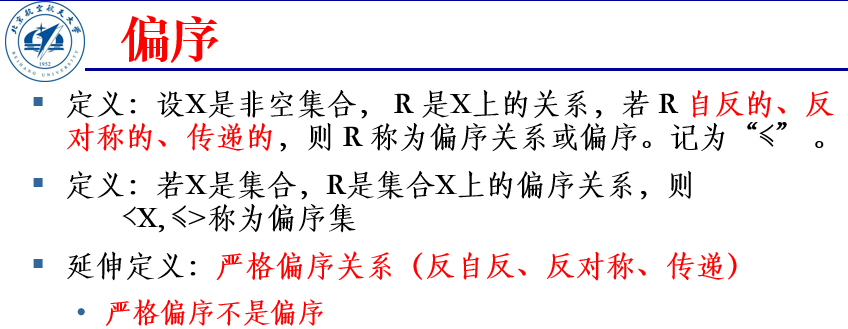 北京航空航天大学
BEIHANG UNIVERSITY
1952
偏序
定义：设X是非空集合， R 是X上的关系，若 R 自反的、反
对称的、传递的，则 R 称为偏序关系或偏序。记为“≤” 。
定义：若X是集合，R是集合X上的偏序关系，则
<X,≤>称为偏序集
延伸定义：严格偏序关系（反自反、反对称、传递）
严格偏序不是偏序